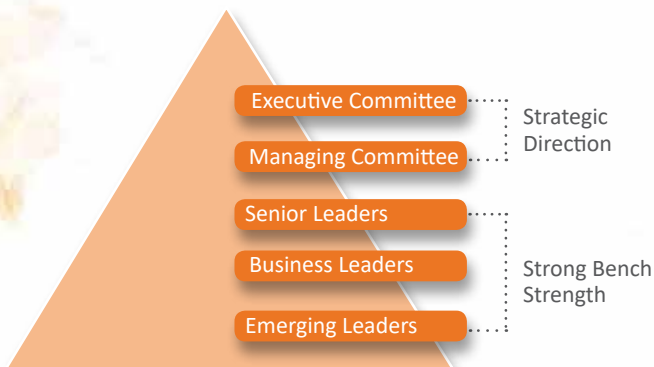 Executive Committee
Managing Committee
Strategic
Direction
Senior Leaders
Business Leaders
Emerging Leaders
Strong Bench
Strength